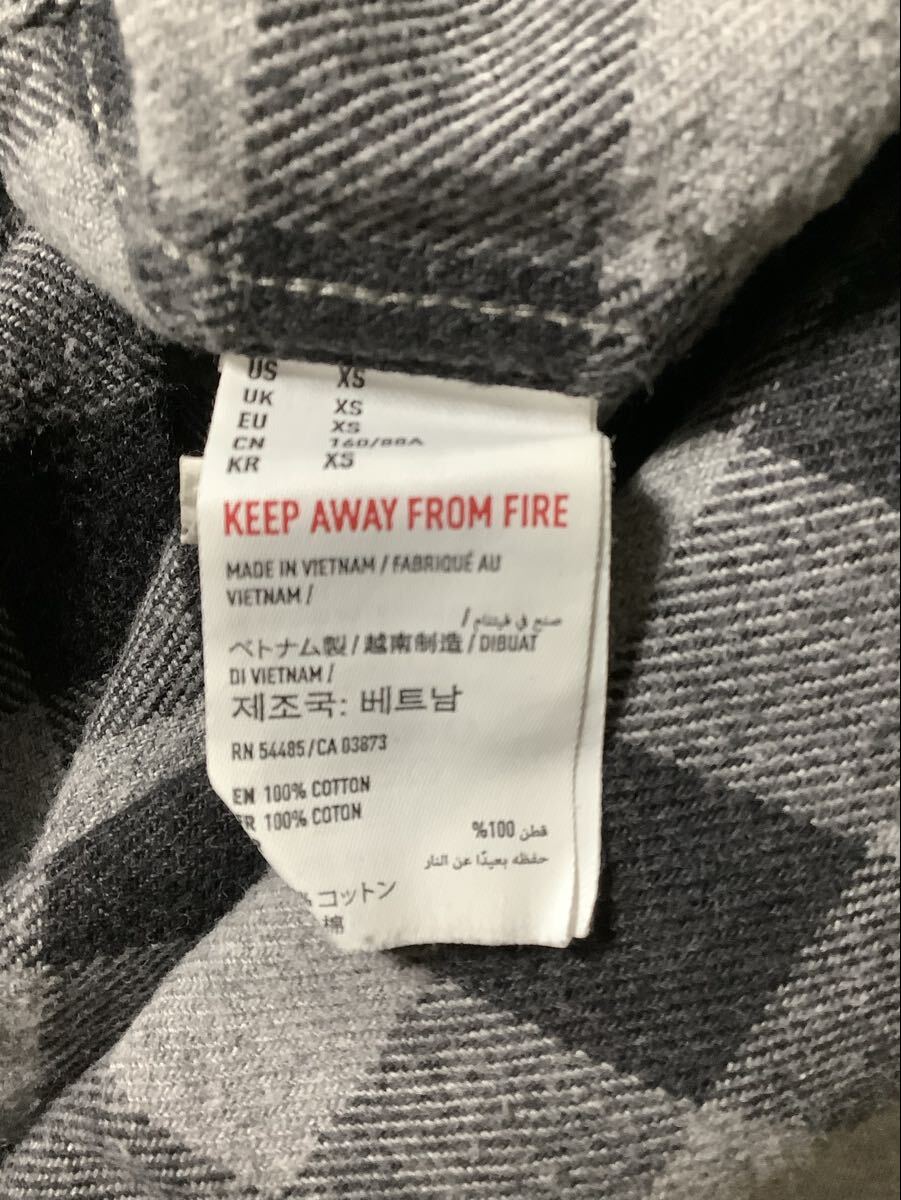 US XS
UK XS
EU XS
CN 160/80A
KR XS
KEEP AWAY FROM FIRE
MADE IN VIETNAM / FABRIQUÉ AU
VIETNAM /
صنع في فيتنام /
ベトナム製 / 越南制造 / DIBUAT
DI VIETNAM /
제조국: 베트남
RN 54485 / CA 03873
EN 100% COTTON
FR 100% COTON
قطن 100%
حفظه بعيدًا عن النار
% コットン
棉